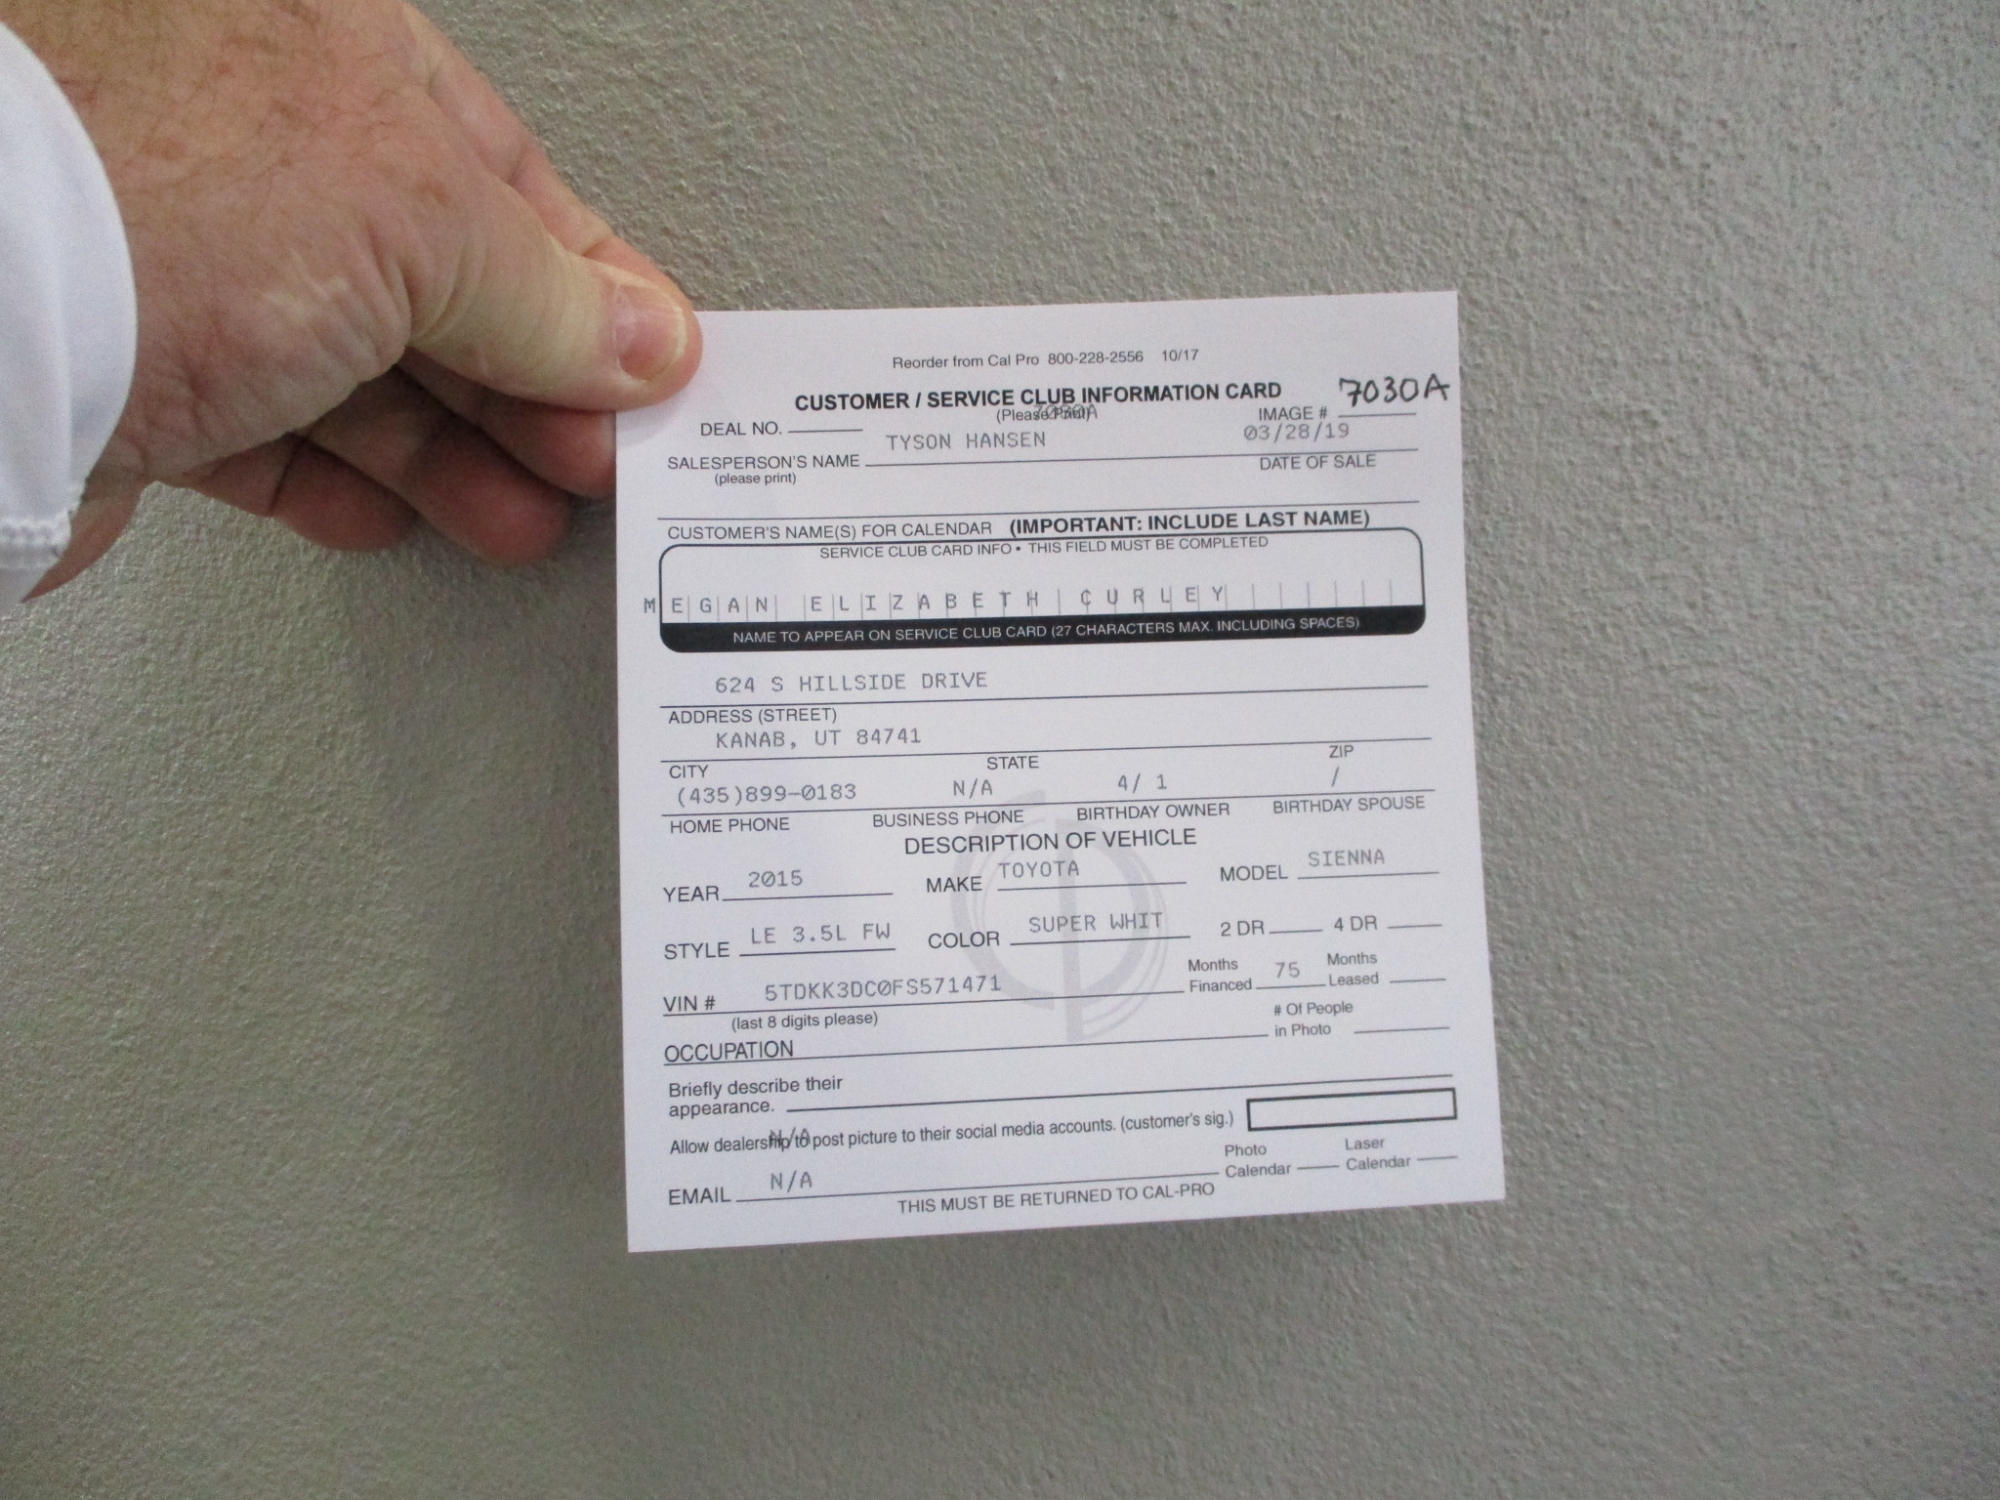 Reorder from Cal Pro 800-228-2556 10/17
CUSTOMER / SERVICE CLUB INFORMATION CARD 7030A
(Please Print) 7030A
DEAL NO. IMAGE #
TYSON HANSEN 03/28/19
SALESPERSON'S NAME DATE OF SALE
(please print)
CUSTOMER'S NAME(S) FOR CALENDAR (IMPORTANT: INCLUDE LAST NAME)
SERVICE CLUB CARD INFO • THIS FIELD MUST BE COMPLETED
MEGAN ELIZABETH CURLEY
NAME TO APPEAR ON SERVICE CLUB CARD (27 CHARACTERS MAX. INCLUDING SPACES)
624 S HILLSIDE DRIVE
ADDRESS (STREET)
KANAB, UT 84741
CITY STATE ZIP
(435)899-0183 N/A 4/ 1 /
HOME PHONE BUSINESS PHONE BIRTHDAY OWNER BIRTHDAY SPOUSE
DESCRIPTION OF VEHICLE
YEAR 2015 MAKE TOYOTA MODEL SIENNA
STYLE LE 3.5L FW COLOR SUPER WHIT 2 DR 4 DR
VIN # 5TDKK3DC0FS571471 Months Financed 75 Months Leased
(last 8 digits please) # Of People in Photo
OCCUPATION
Briefly describe their
appearance.
N/A
Allow dealership to post picture to their social media accounts. (customer's sig.)
EMAIL N/A Photo Calendar Laser Calendar
THIS MUST BE RETURNED TO CAL-PRO